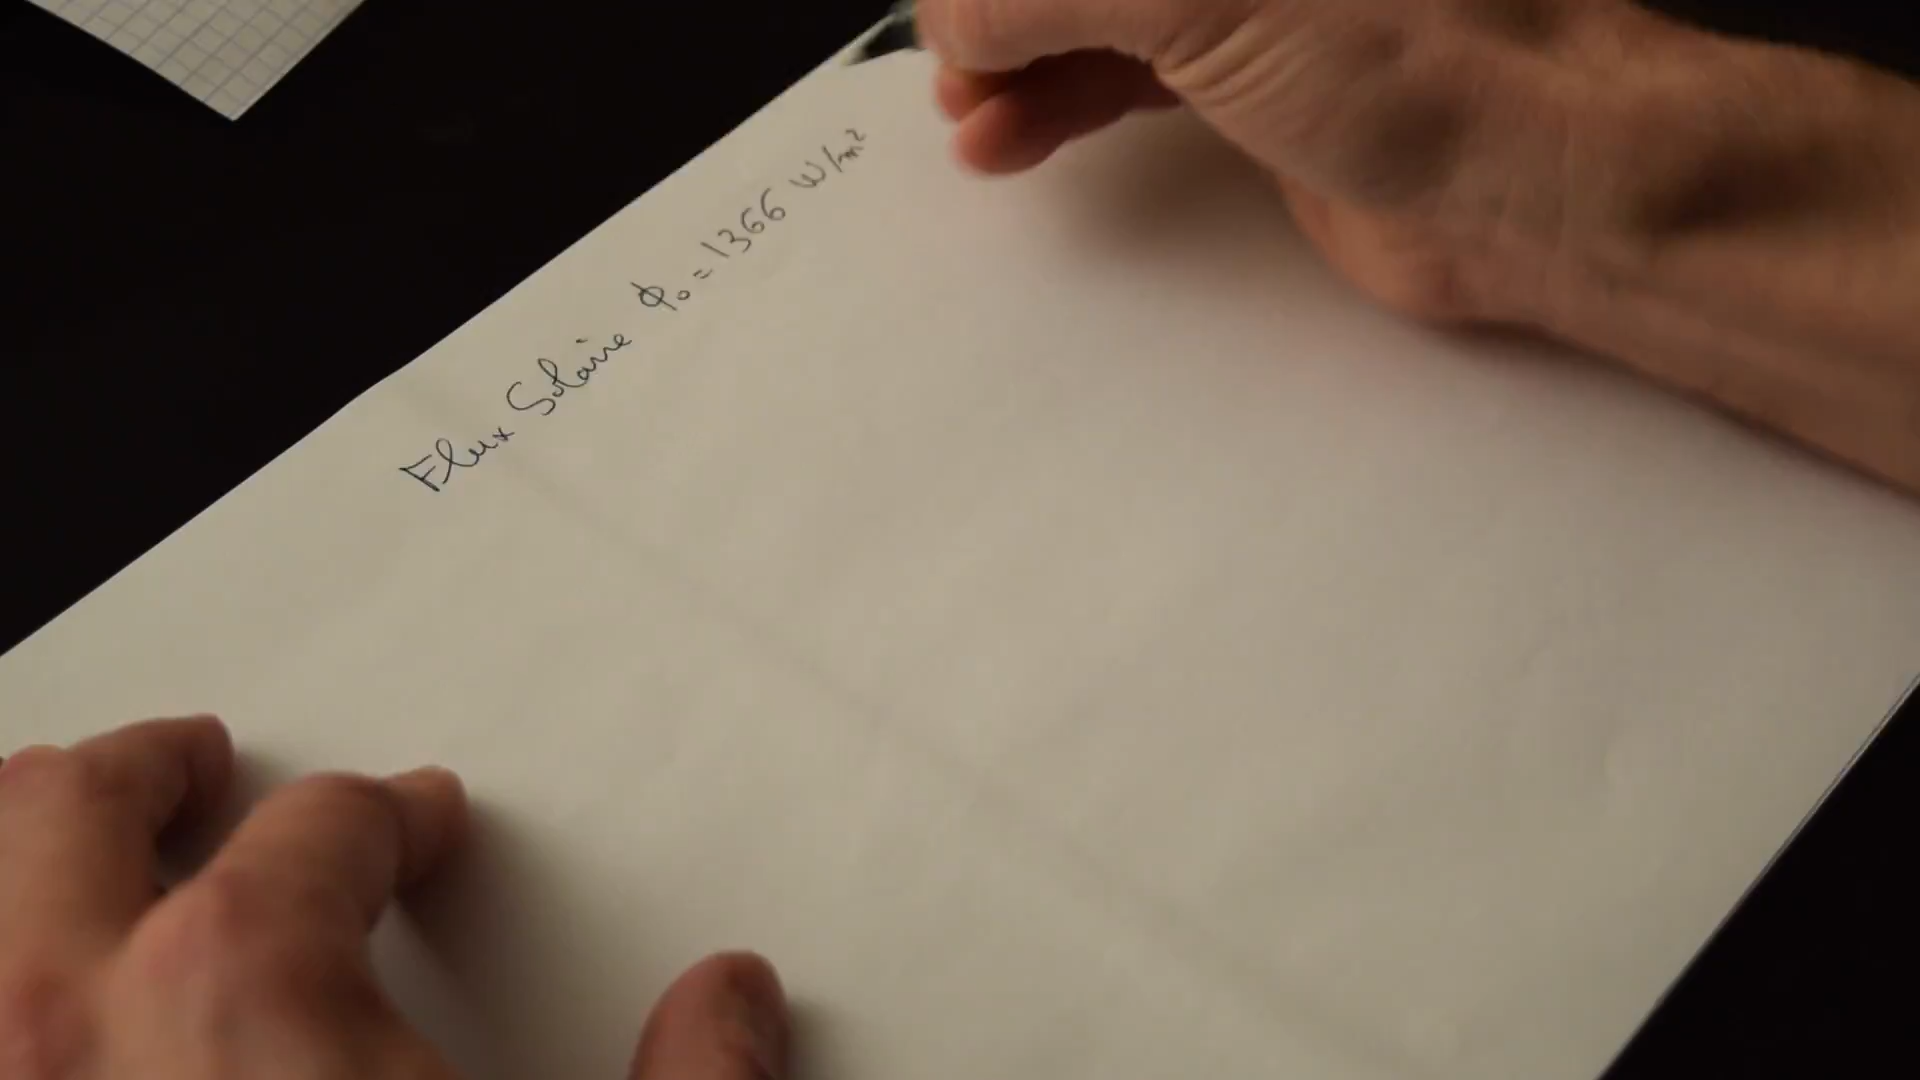 Flux Solaire ϕ₀ = 1366 W/m²